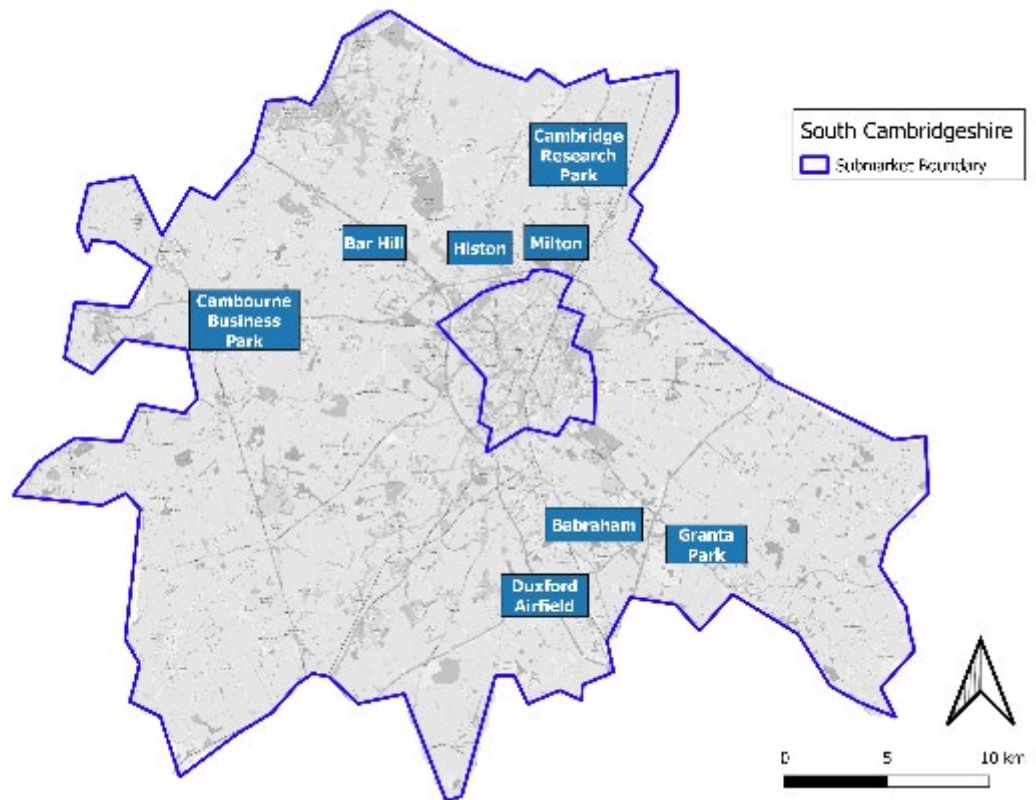 Cambridge
Research
Park
South Cambridgeshire
Submarket Boundary
Bar Hill
Histon
Milton
Cambourne
Business
Park
Babraham
Granta
Park
Duxford
Airfield
0 5 10 km